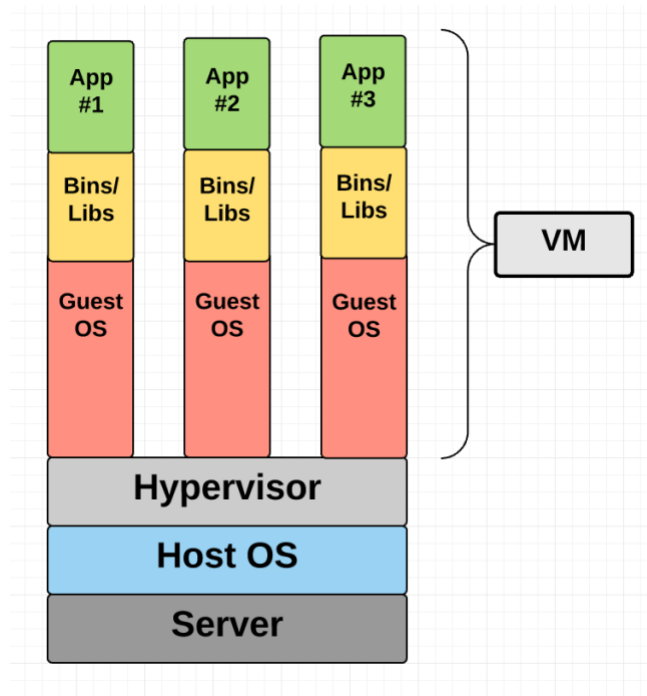 App
#1
App
#2
App
#3
Bins/
Libs
Bins/
Libs
Bins/
Libs
VM
Guest
OS
Guest
OS
Guest
OS
Hypervisor
Host OS
Server